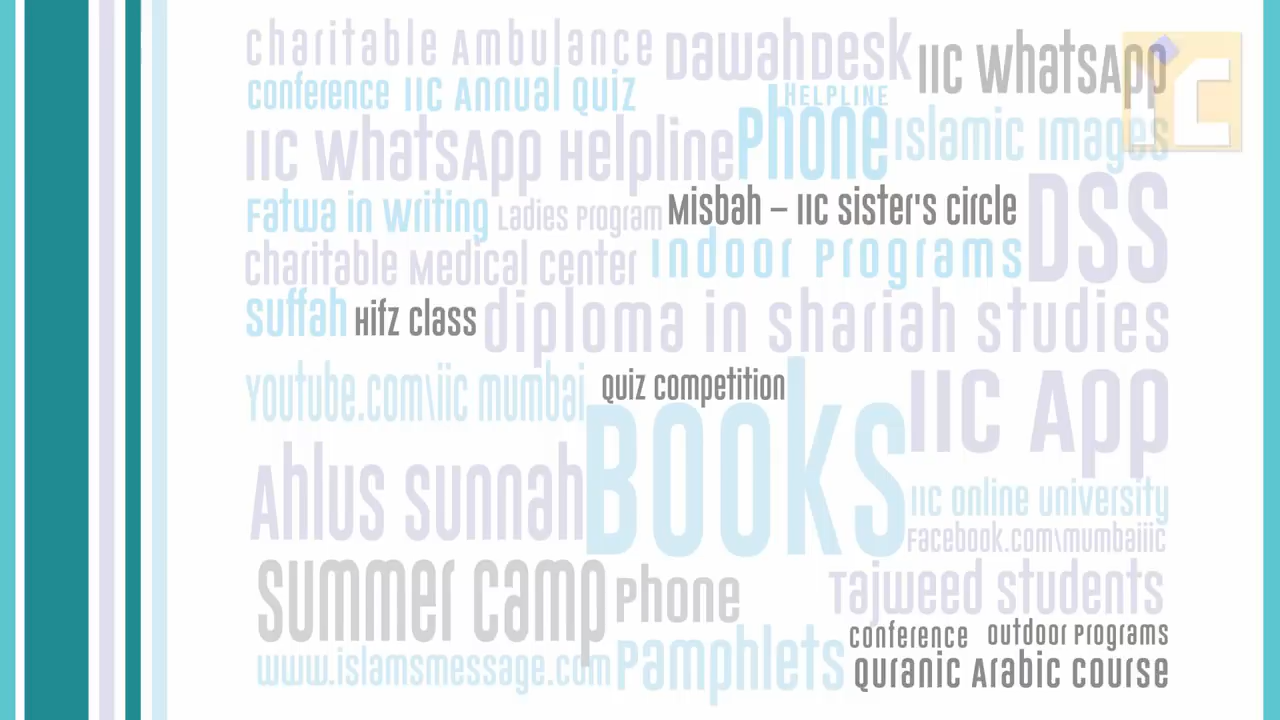 charitable Ambulance DawahDesk IIC WhatsApp
conference IIC Annual Quiz HELPLINE
IIC WhatsApp Helpline Phone Islamic Images
Fatwa in Writing Ladies Program Misbah – IIC sister's circle DSS
charitable Medical center Indoor Programs
suffah Hifz class diploma in shariah studies
youtube.com\iic mumbai Quiz competition IIC App
Ahlus sunnah BOOKS IIC online university
Facebook.com\mumbaiiic
summer camp Phone Tajweed students
conference outdoor Programs
www.islamsmessage.com Pamphlets Quranic Arabic course